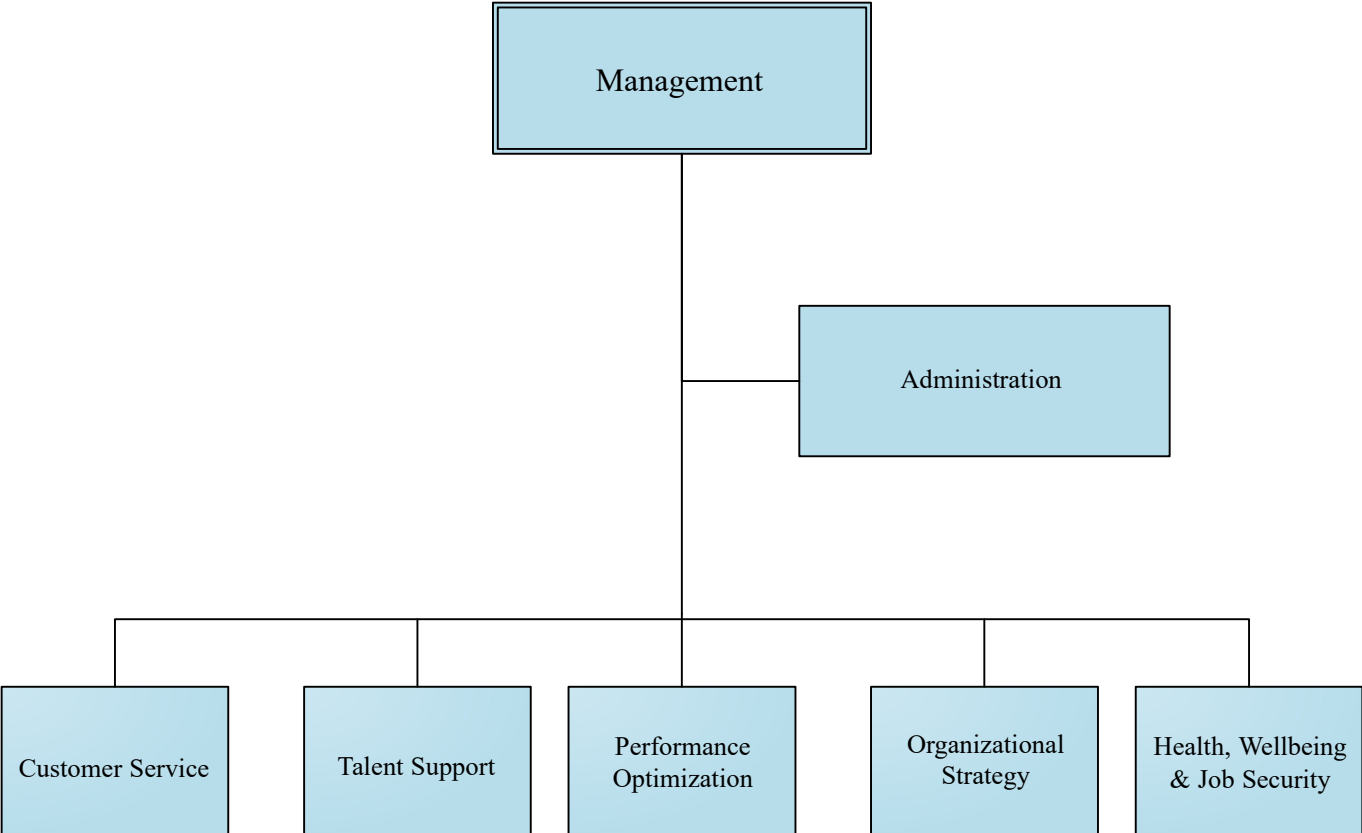 Management
Administration
Customer Service
Talent Support
Performance
Optimization
Organizational
Strategy
Health, Wellbeing
& Job Security